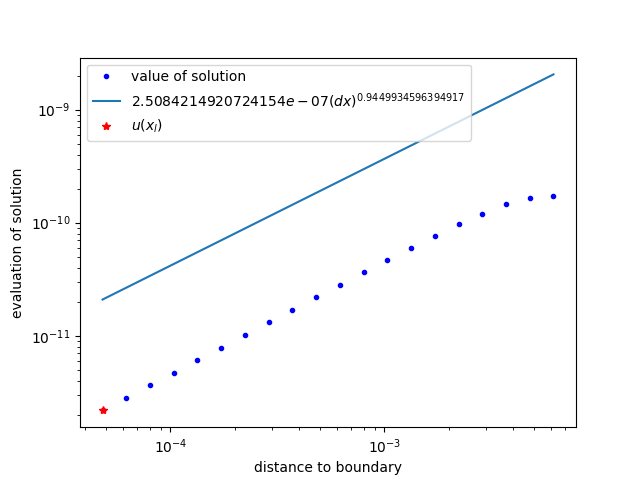 value of solution
2.5084214920724154e − 07(dx)^0.9449934596394917
u(x_l)
10^−9
10^−10
10^−11
evaluation of solution
10^−4
10^−3
distance to boundary